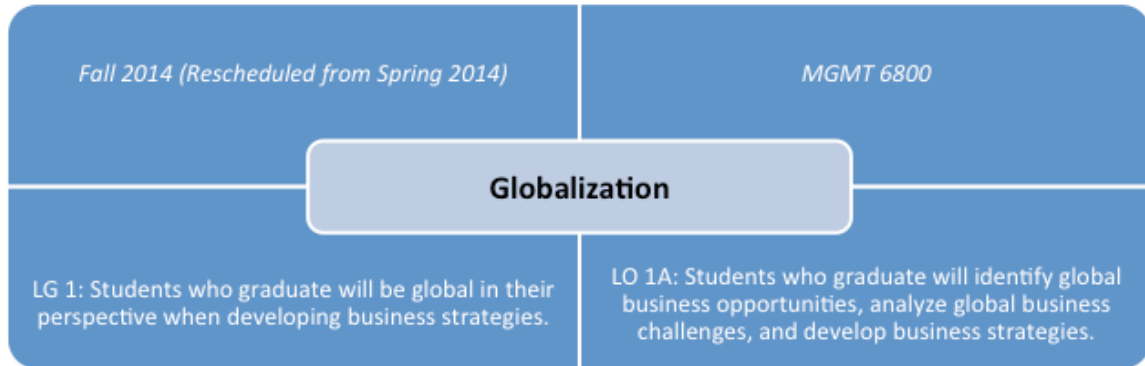 Fall 2014 (Rescheduled from Spring 2014)
MGMT 6800
Globalization
LG 1: Students who graduate will be global in their
perspective when developing business strategies.
LO 1A: Students who graduate will identify global
business opportunities, analyze global business
challenges, and develop business strategies.